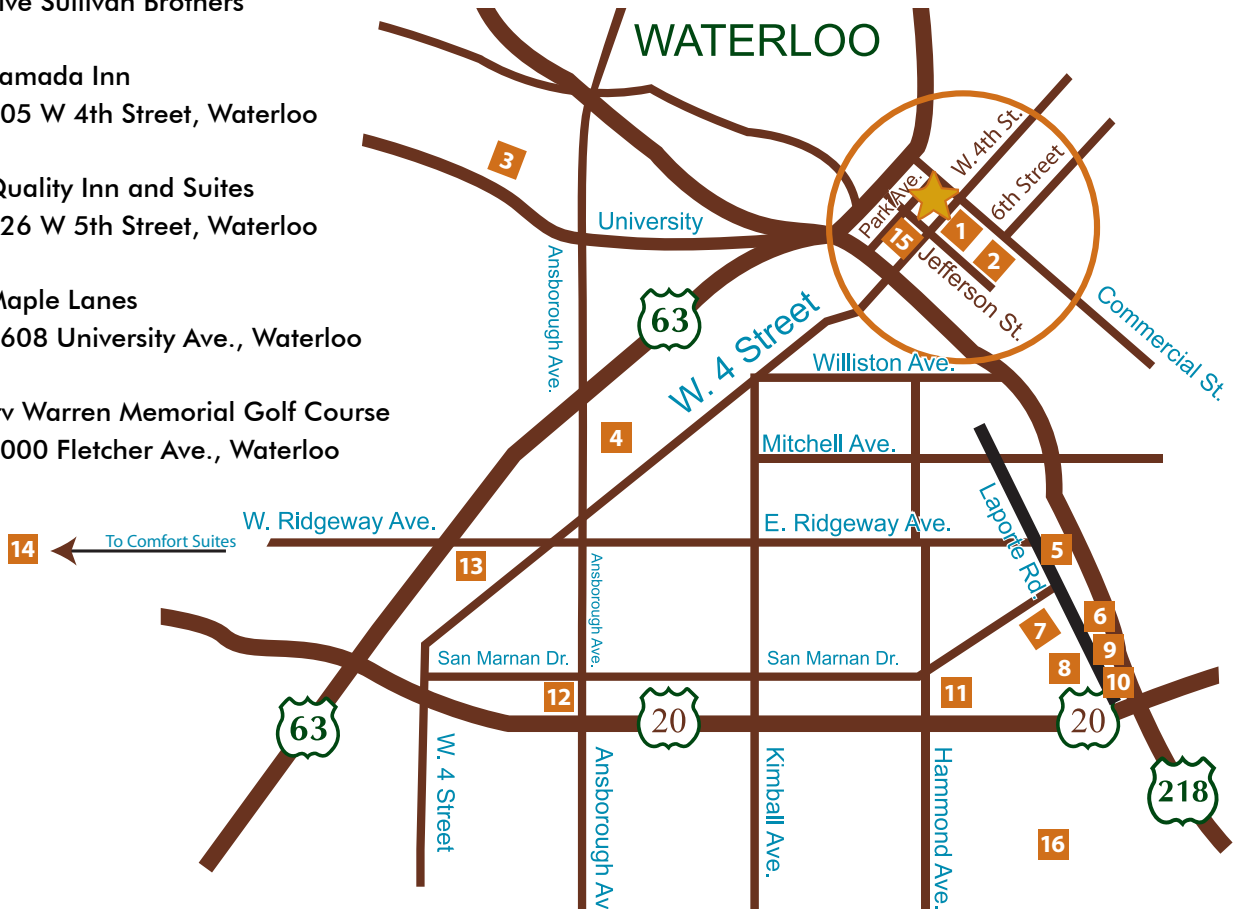 ive Sullivan Brothers
amada Inn
05 W 4th Street, Waterloo
Quality Inn and Suites
26 W 5th Street, Waterloo
Maple Lanes
608 University Ave., Waterloo
rv Warren Memorial Golf Course
000 Fletcher Ave., Waterloo
WATERLOO
W. 4th St.
6th Street
Park Ave.
3
1
2
15
University
Jefferson St.
Commercial St.
Ansborough Ave.
63
W. 4 Street
Williston Ave.
4
Mitchell Ave.
Laporte Rd.
W. Ridgeway Ave.
E. Ridgeway Ave.
14
To Comfort Suites
5
13
Ansborough Ave.
6
7
9
San Marnan Dr.
San Marnan Dr.
8
10
12
11
63
20
20
W. 4 Street
Ansborough Av
Kimball Ave.
Hammond Ave.
218
16